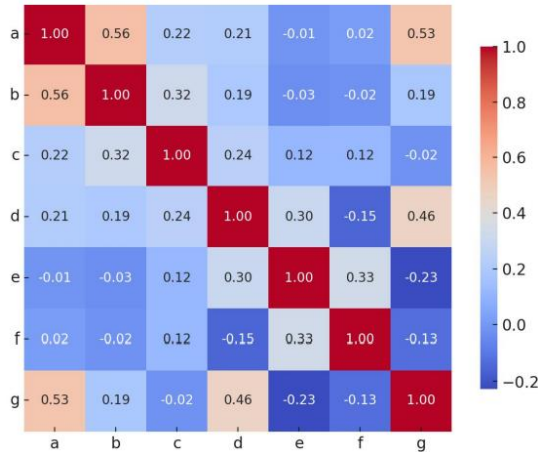 a 1.00 0.56 0.22 0.21 -0.01 0.02 0.53
b 0.56 1.00 0.32 0.19 -0.03 -0.02 0.19
c 0.22 0.32 1.00 0.24 0.12 0.12 -0.02
d 0.21 0.19 0.24 1.00 0.30 -0.15 0.46
e -0.01 -0.03 0.12 0.30 1.00 0.33 -0.23
f 0.02 -0.02 0.12 -0.15 0.33 1.00 -0.13
g 0.53 0.19 -0.02 0.46 -0.23 -0.13 1.00
a b c d e f g
1.0
0.8
0.6
0.4
0.2
0.0
-0.2